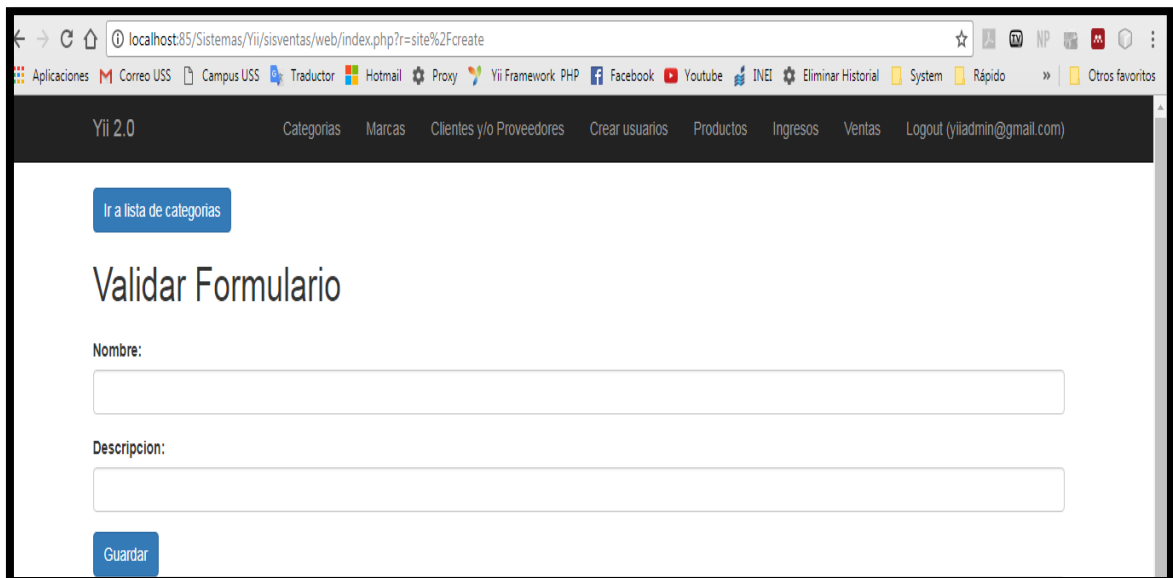 localhost:85/Sistemas/Yii/sisventas/web/index.php?r=site%2Fcreate
NP
Aplicaciones Correo USS Campus USS Traductor Hotmail Proxy Yii Framework PHP Facebook Youtube INEI Eliminar Historial System Rápido » Otros favoritos
Yii 2.0 Categorias Marcas Clientes y/o Proveedores Crear usuarios Productos Ingresos Ventas Logout (yiiadmin@gmail.com)
Ir a lista de categorias
Validar Formulario
Nombre:
Descripcion:
Guardar